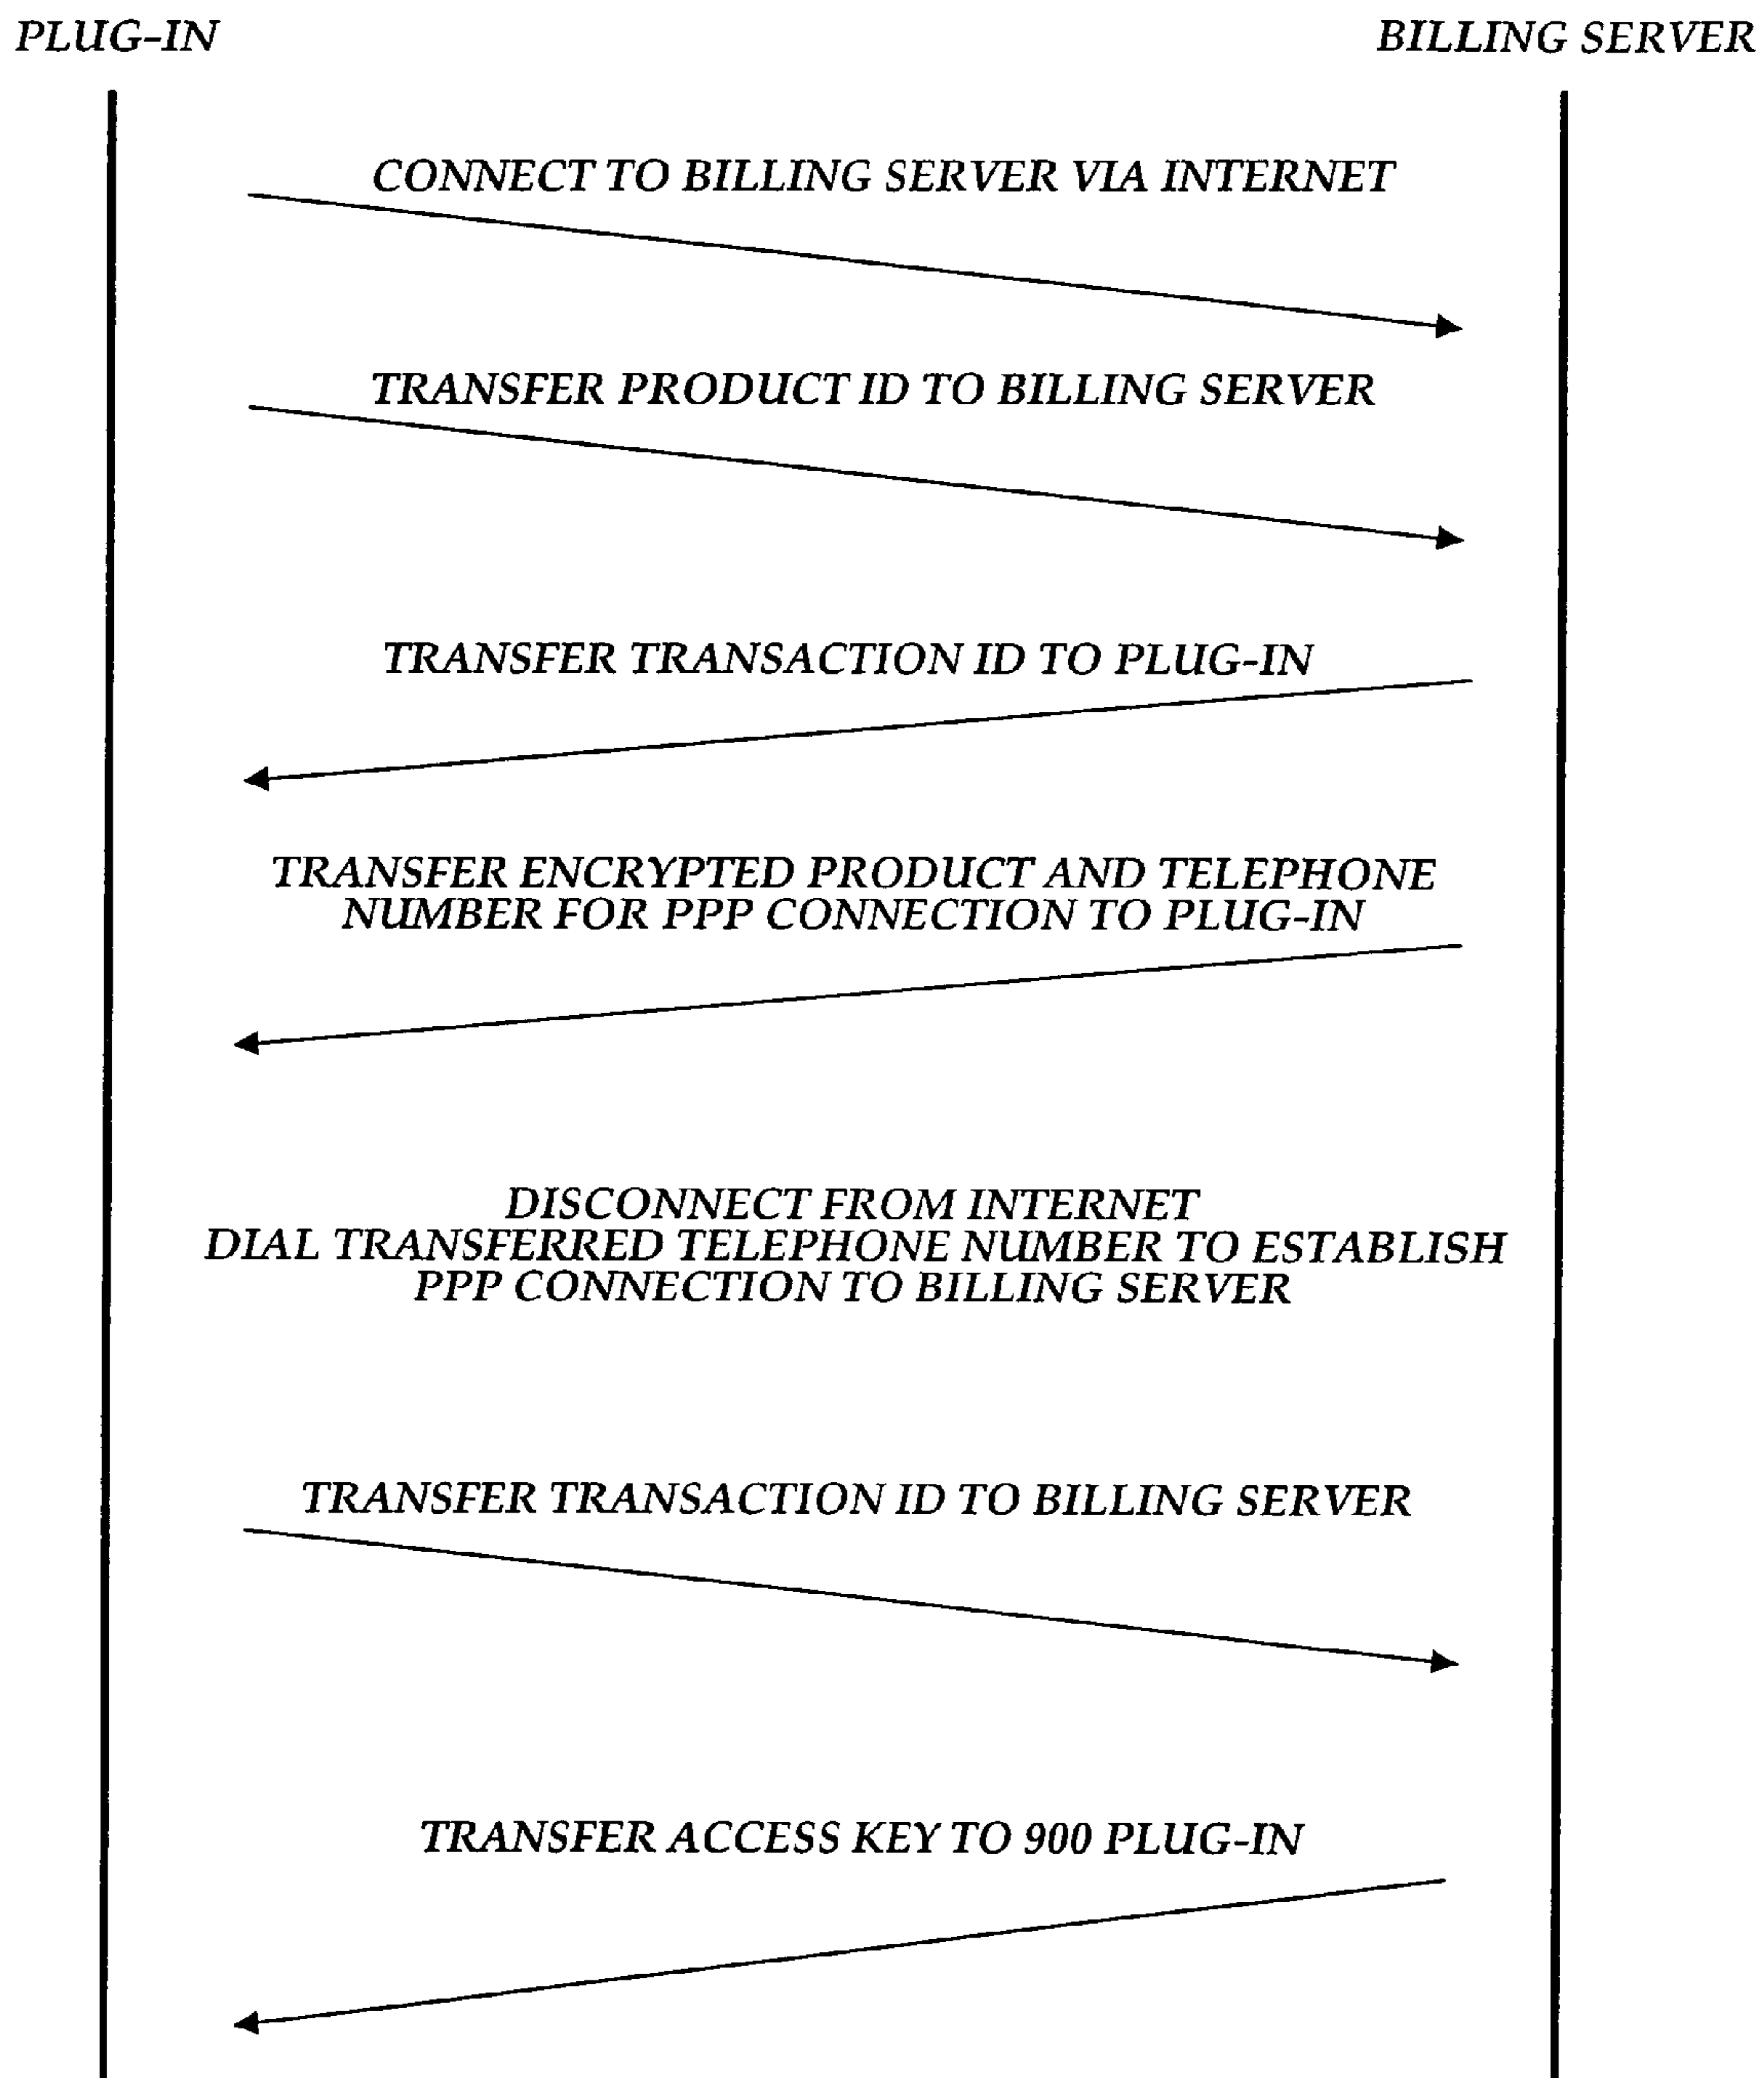 PLUG-IN
BILLING SERVER
CONNECT TO BILLING SERVER VIA INTERNET
TRANSFER PRODUCT ID TO BILLING SERVER
TRANSFER TRANSACTION ID TO PLUG-IN
TRANSFER ENCRYPTED PRODUCT AND TELEPHONE
NUMBER FOR PPP CONNECTION TO PLUG-IN
DISCONNECT FROM INTERNET
DIAL TRANSFERRED TELEPHONE NUMBER TO ESTABLISH
PPP CONNECTION TO BILLING SERVER
TRANSFER TRANSACTION ID TO BILLING SERVER
TRANSFER ACCESS KEY TO 900 PLUG-IN